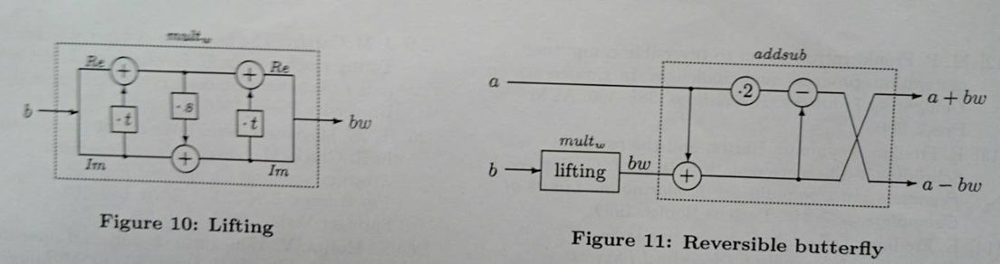 mult_w
Re + + Re
b ·t ·s ·t bw
Im + Im
Figure 10: Lifting
addsub
a ·2 − a + bw
mult_w
b lifting bw + a − bw
Figure 11: Reversible butterfly